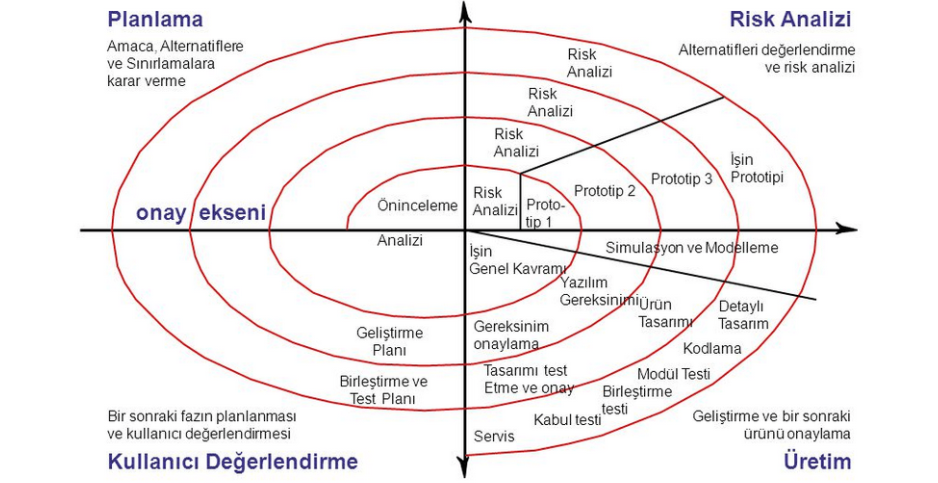 Planlama
Amaca, Alternatiflere
ve Sınırlamalara
karar verme
Risk Analizi
Alternatifleri değerlendirme
ve risk analizi
Risk
Analizi
Risk
Analizi
Risk
Analizi
Risk
Analizi
Proto-
tip 1
Prototip 2
Prototip 3
İşin
Prototipi
Öninceleme
onay ekseni
Analizi
Simulasyon ve Modelleme
İşin
Genel Kavramı
Yazılım
Gereksinimi
Ürün
Tasarımı
Detaylı
Tasarım
Geliştirme
Planı
Gereksinim
onaylama
Kodlama
Birleştirme ve
Test Planı
Tasarımı test
Etme ve onay
Modül Testi
Birleştirme
testi
Kabul testi
Servis
Bir sonraki fazın planlanması
ve kullanıcı değerlendirmesi
Kullanıcı Değerlendirme
Geliştirme ve bir sonraki
ürünü onaylama
Üretim